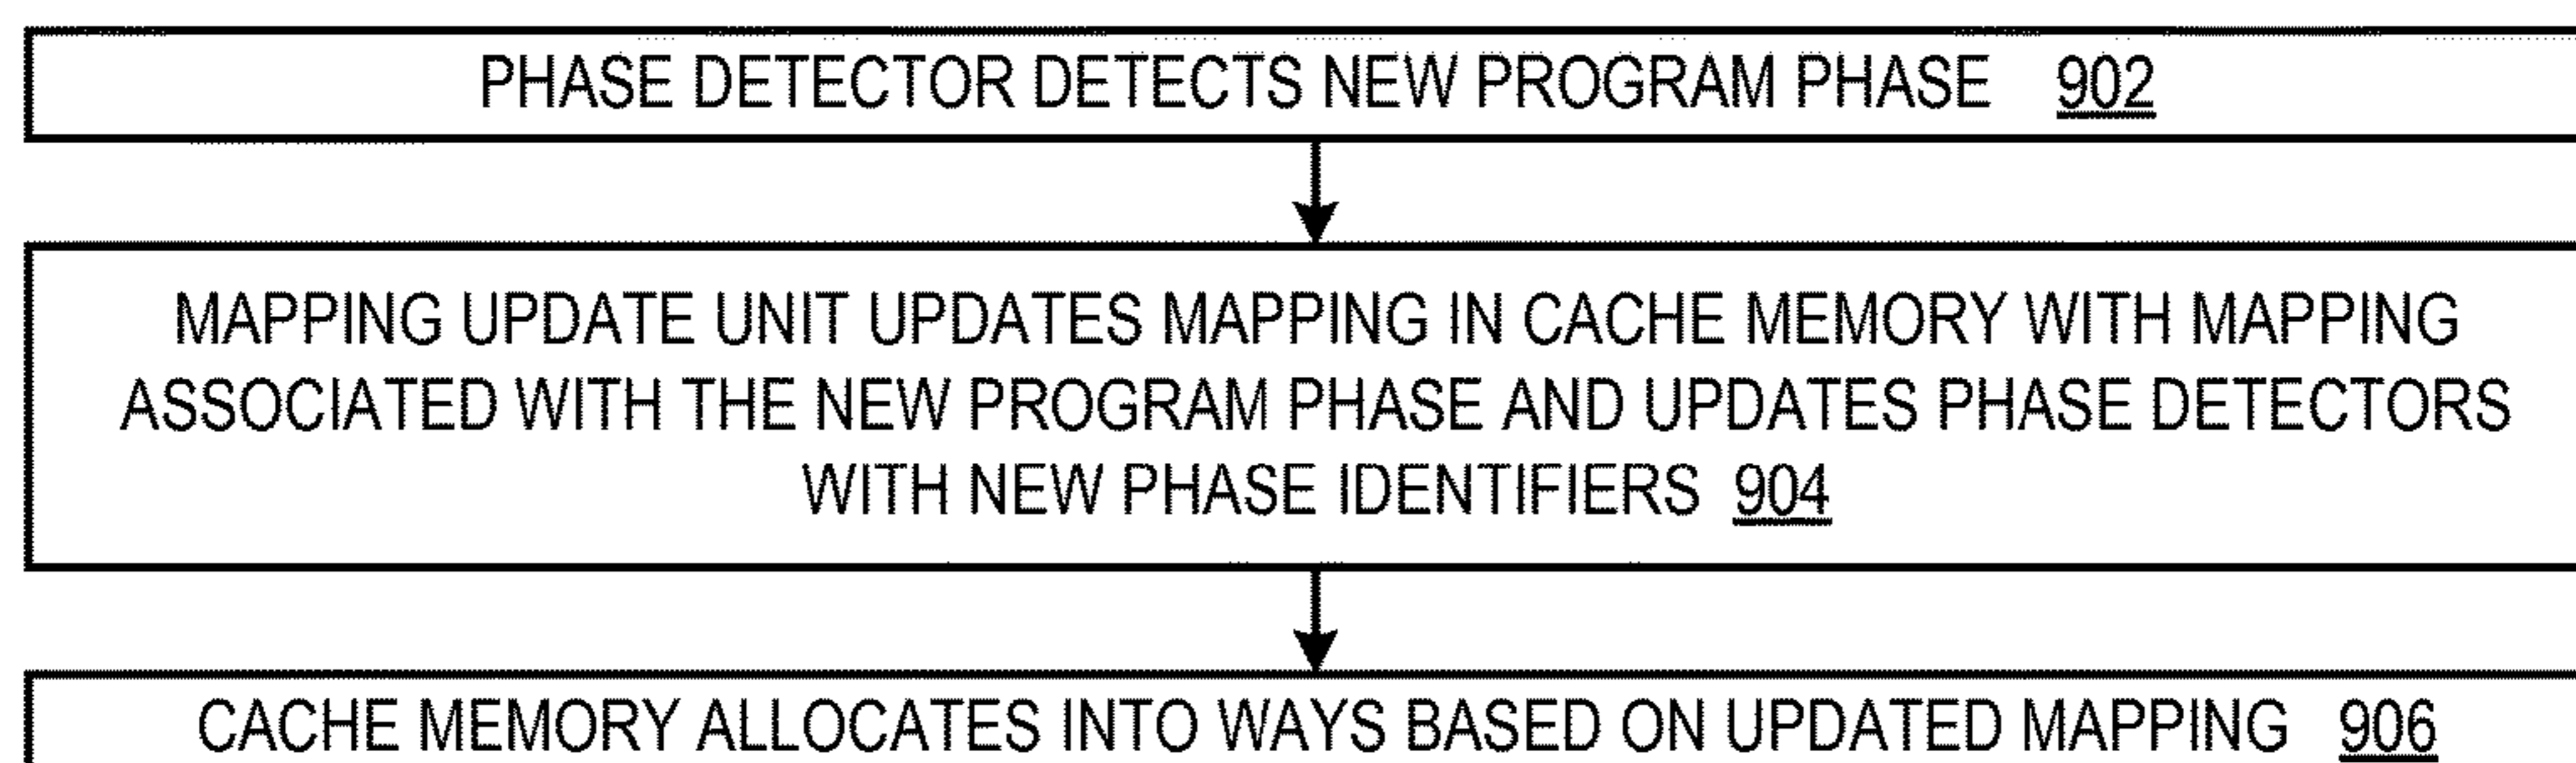 PHASE DETECTOR DETECTS NEW PROGRAM PHASE 902
MAPPING UPDATE UNIT UPDATES MAPPING IN CACHE MEMORY WITH MAPPING
ASSOCIATED WITH THE NEW PROGRAM PHASE AND UPDATES PHASE DETECTORS
WITH NEW PHASE IDENTIFIERS 904
CACHE MEMORY ALLOCATES INTO WAYS BASED ON UPDATED MAPPING 906